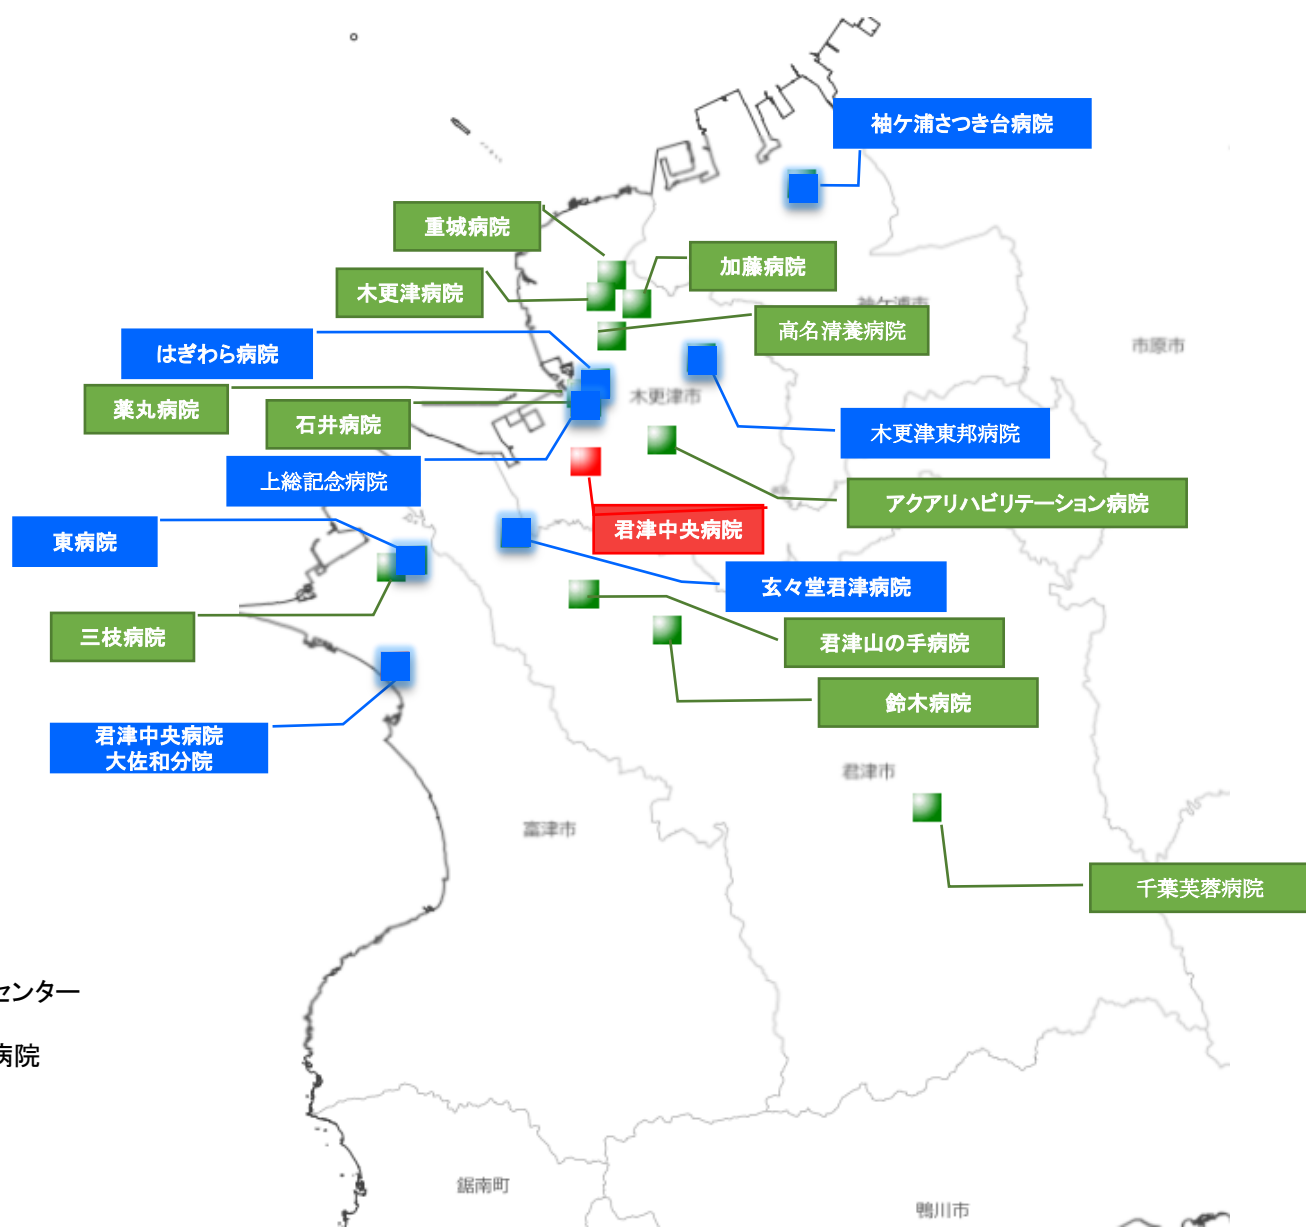 袖ケ浦さつき台病院
重城病院
加藤病院
木更津病院
袖ケ浦市
髙名清養病院
市原市
はぎわら病院
木更津市
薬丸病院
石井病院
木更津東邦病院
上総記念病院
アクアリハビリテーション病院
君津中央病院
東病院
玄々堂君津病院
三枝病院
君津山の手病院
鈴木病院
君津中央病院
大佐和分院
君津市
富津市
千葉芙蓉病院
センター
病院
鋸南町
鴨川市